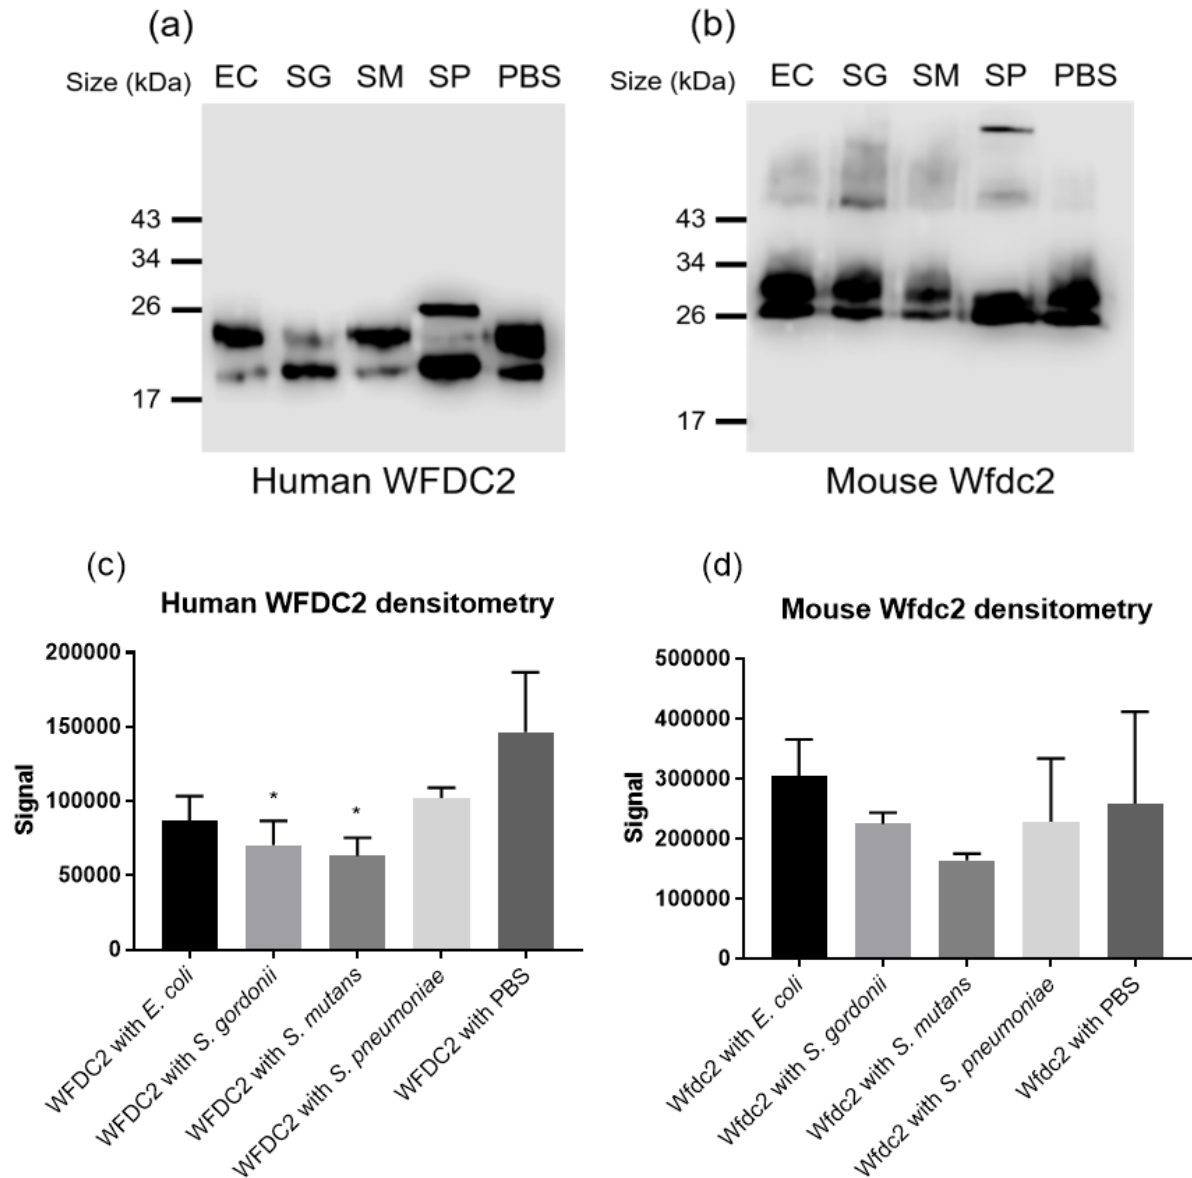 (a)
Size (kDa) EC SG SM SP PBS
43
34
26
17
Human WFDC2
(b)
Size (kDa) EC SG SM SP PBS
43
34
26
17
Mouse Wfdc2
(c)
Human WFDC2 densitometry
200000
150000
100000
50000
0
Signal
* *
WFDC2 with E. coli
WFDC2 with S. gordonii
WFDC2 with S. mutans
WFDC2 with S. pneumoniae
WFDC2 with PBS
(d)
Mouse Wfdc2 densitometry
500000
400000
300000
200000
100000
0
Signal
Wfdc2 with E. coli
Wfdc2 with S. gordonii
Wfdc2 with S. mutans
Wfdc2 with S. pneumoniae
Wfdc2 with PBS